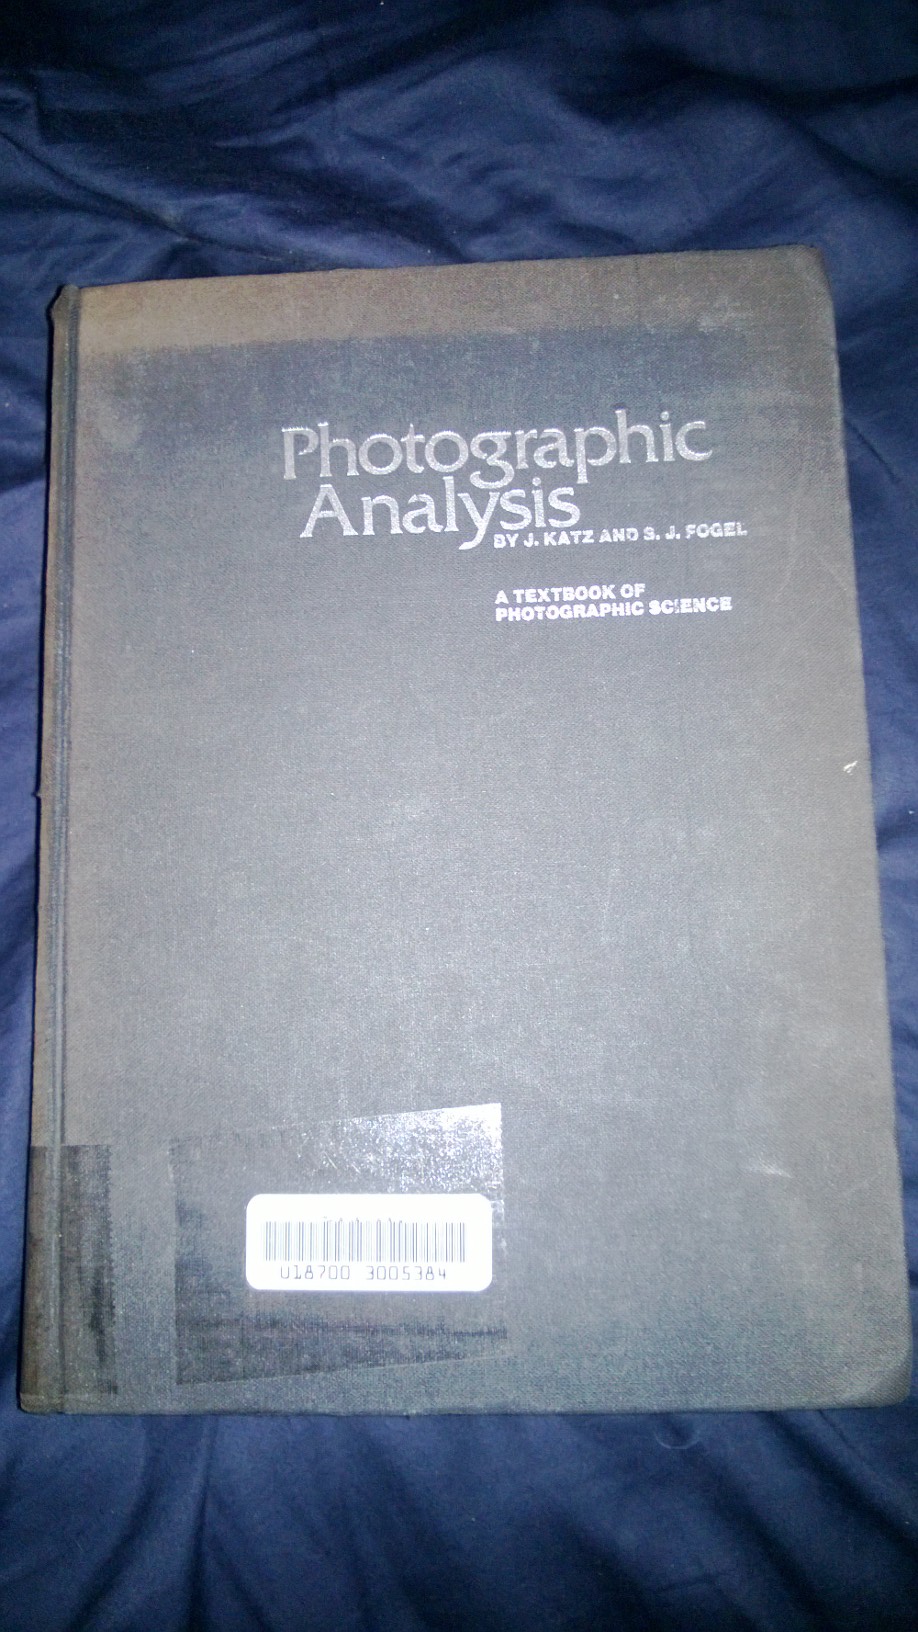 Photographic
Analysis
BY J. KATZ AND S. J. FOGEL
A TEXTBOOK OF
PHOTOGRAPHIC SCIENCE
U18700 3005384